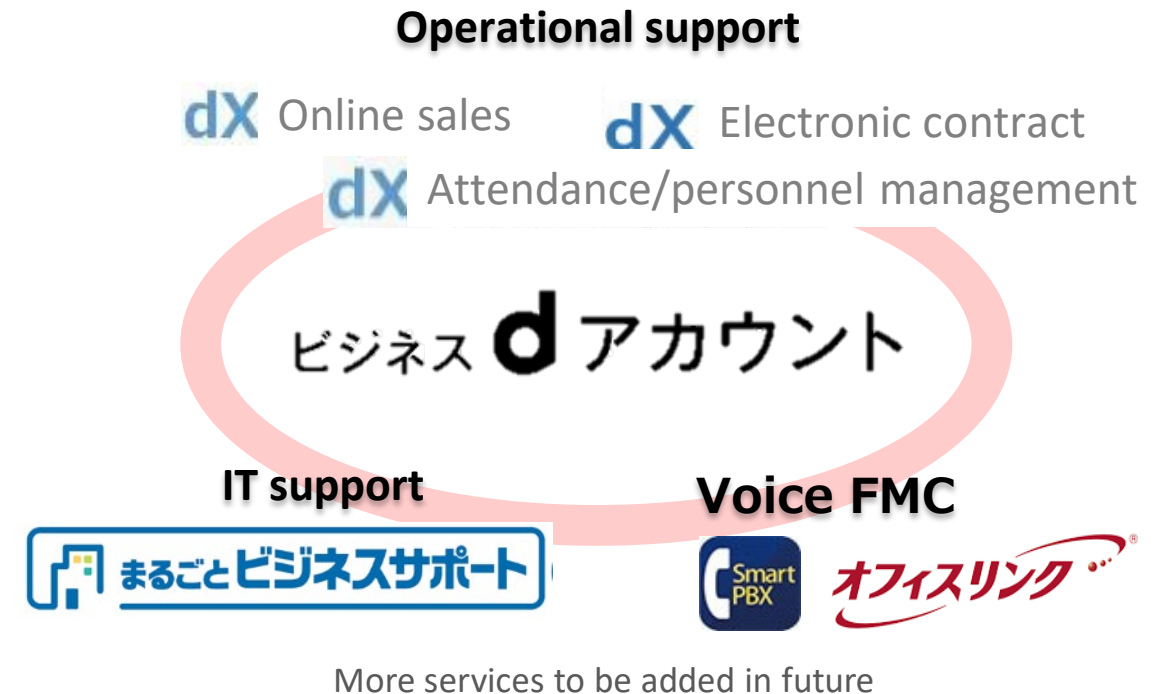 Operational support
dX Online sales
dX Electronic contract
dX Attendance/personnel management
ビジネス d アカウント
IT support
まるごとビジネスサポート
Voice FMC
Smart
PBX
オフィスリンク ®
More services to be added in future